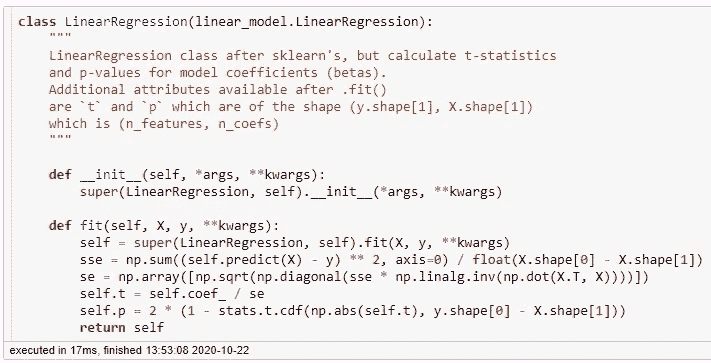 class LinearRegression(linear_model.LinearRegression):
    """
    LinearRegression class after sklearn's, but calculate t-statistics
    and p-values for model coefficients (betas).
    Additional attributes available after .fit()
    are `t` and `p` which are of the shape (y.shape[1], X.shape[1])
    which is (n_features, n_coefs)
    """
    def __init__(self, *args, **kwargs):
        super(LinearRegression, self).__init__(*args, **kwargs)
    def fit(self, X, y, **kwargs):
        self = super(LinearRegression, self).fit(X, y, **kwargs)
        sse = np.sum((self.predict(X) - y) ** 2, axis=0) / float(X.shape[0] - X.shape[1])
        se = np.array([np.sqrt(np.diagonal(sse * np.linalg.inv(np.dot(X.T, X))))])
        self.t = self.coef_ / se
        self.p = 2 * (1 - stats.t.cdf(np.abs(self.t), y.shape[0] - X.shape[1]))
        return self
executed in 17ms, finished 13:53:08 2020-10-22